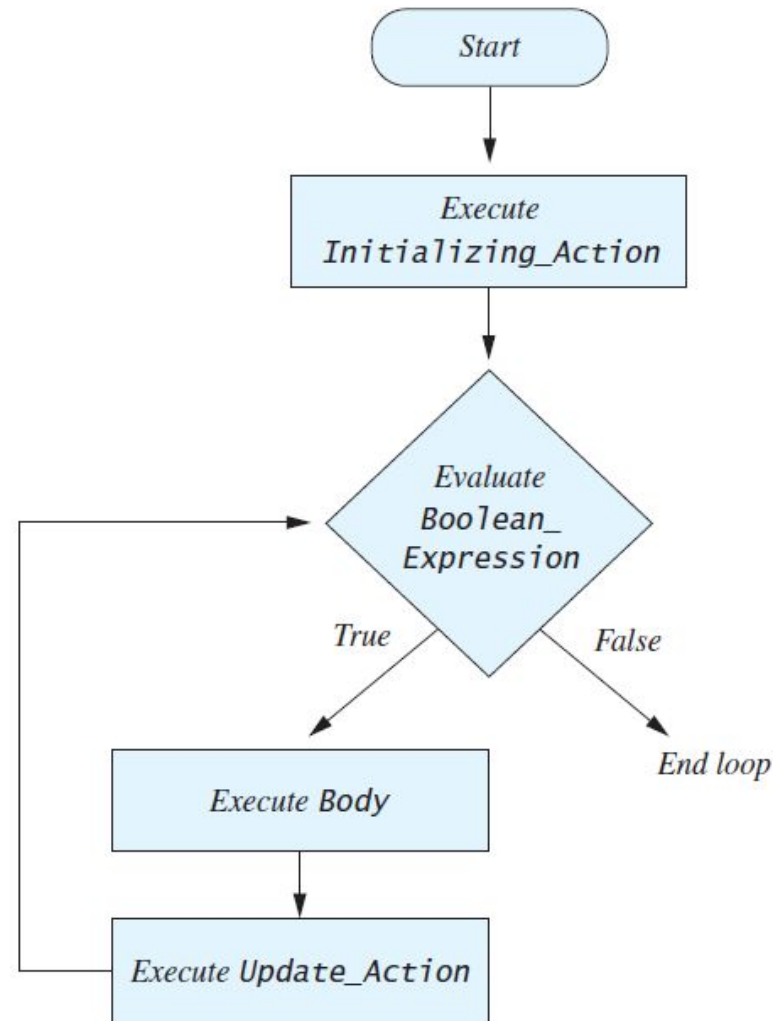 Start
Execute
Initializing_Action
Evaluate
Boolean_
Expression
True
False
End loop
Execute Body
Execute Update_Action